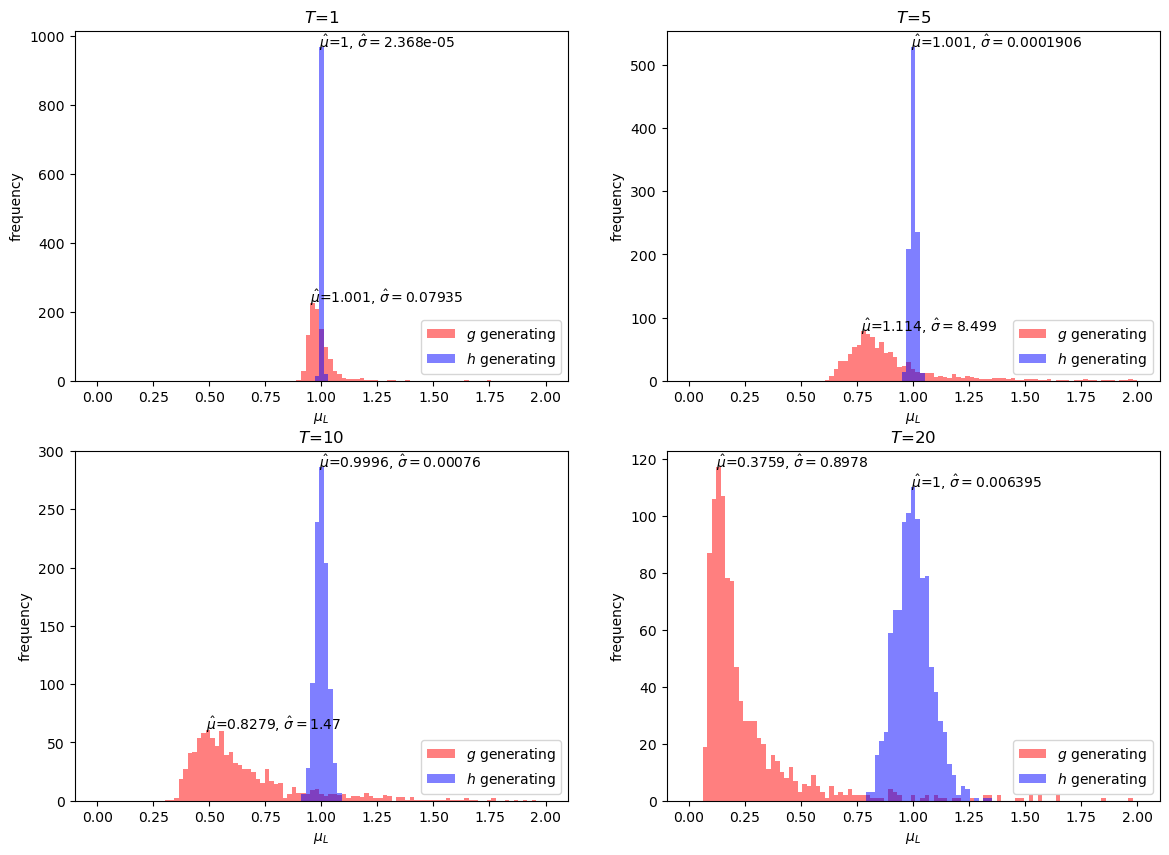 T=1
1000
800
600
400
200
0
frequency
μ̂=1, σ̂ = 2.368e-05
μ̂=1.001, σ̂ = 0.07935
g generating
h generating
0.00 0.25 0.50 0.75 1.00 1.25 1.50 1.75 2.00
μ_L
T=5
500
400
300
200
100
0
frequency
μ̂=1.001, σ̂ = 0.0001906
μ̂=1.114, σ̂ = 8.499
g generating
h generating
0.00 0.25 0.50 0.75 1.00 1.25 1.50 1.75 2.00
μ_L
T=10
300
250
200
150
100
50
0
frequency
μ̂=0.9996, σ̂ = 0.00076
μ̂=0.8279, σ̂ = 1.47
g generating
h generating
0.00 0.25 0.50 0.75 1.00 1.25 1.50 1.75 2.00
μ_L
T=20
120
100
80
60
40
20
0
frequency
μ̂=0.3759, σ̂ = 0.8978
μ̂=1, σ̂ = 0.006395
g generating
h generating
0.00 0.25 0.50 0.75 1.00 1.25 1.50 1.75 2.00
μ_L